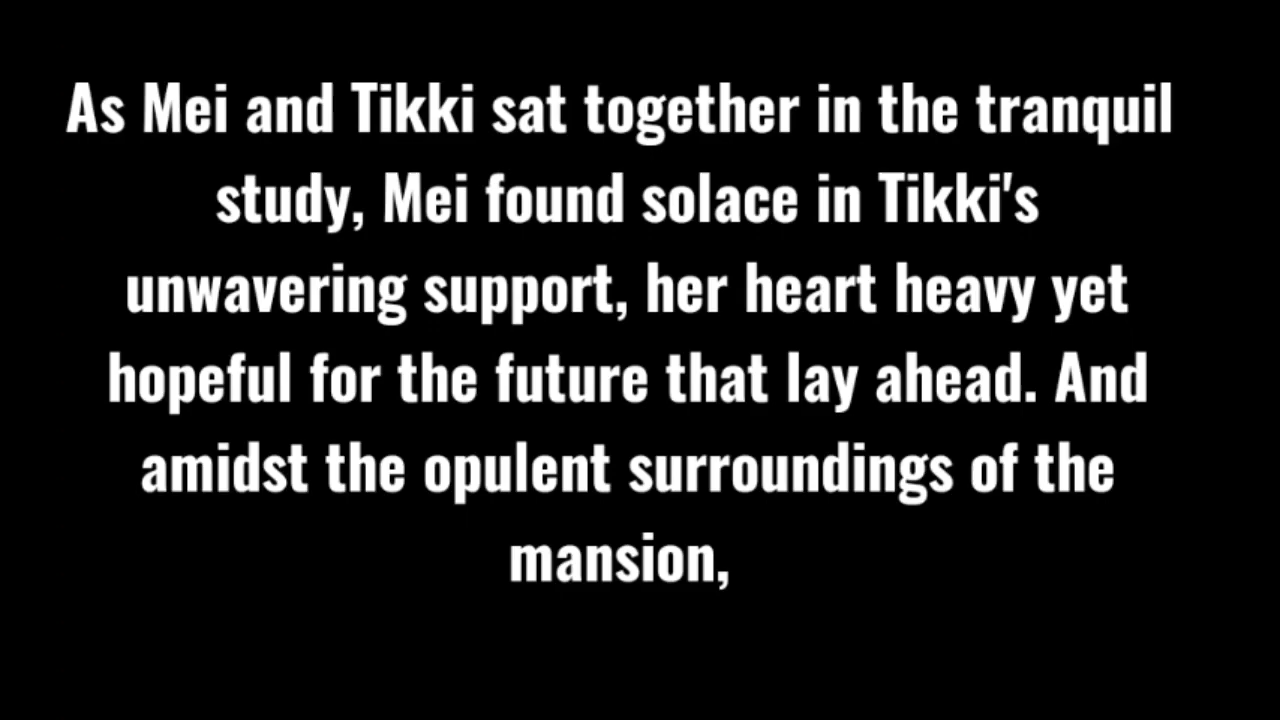 As Mei and Tikki sat together in the tranquil
study, Mei found solace in Tikki's
unwavering support, her heart heavy yet
hopeful for the future that lay ahead. And
amidst the opulent surroundings of the
mansion,